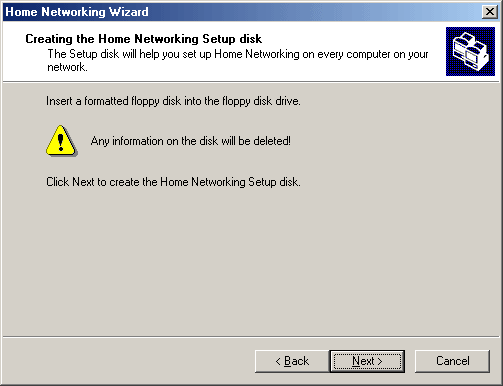 Home Networking Wizard
Creating the Home Networking Setup disk
The Setup disk will help you set up Home Networking on every computer on your
network.
Insert a formatted floppy disk into the floppy disk drive.
Any information on the disk will be deleted!
Click Next to create the Home Networking Setup disk.
< Back Next > Cancel